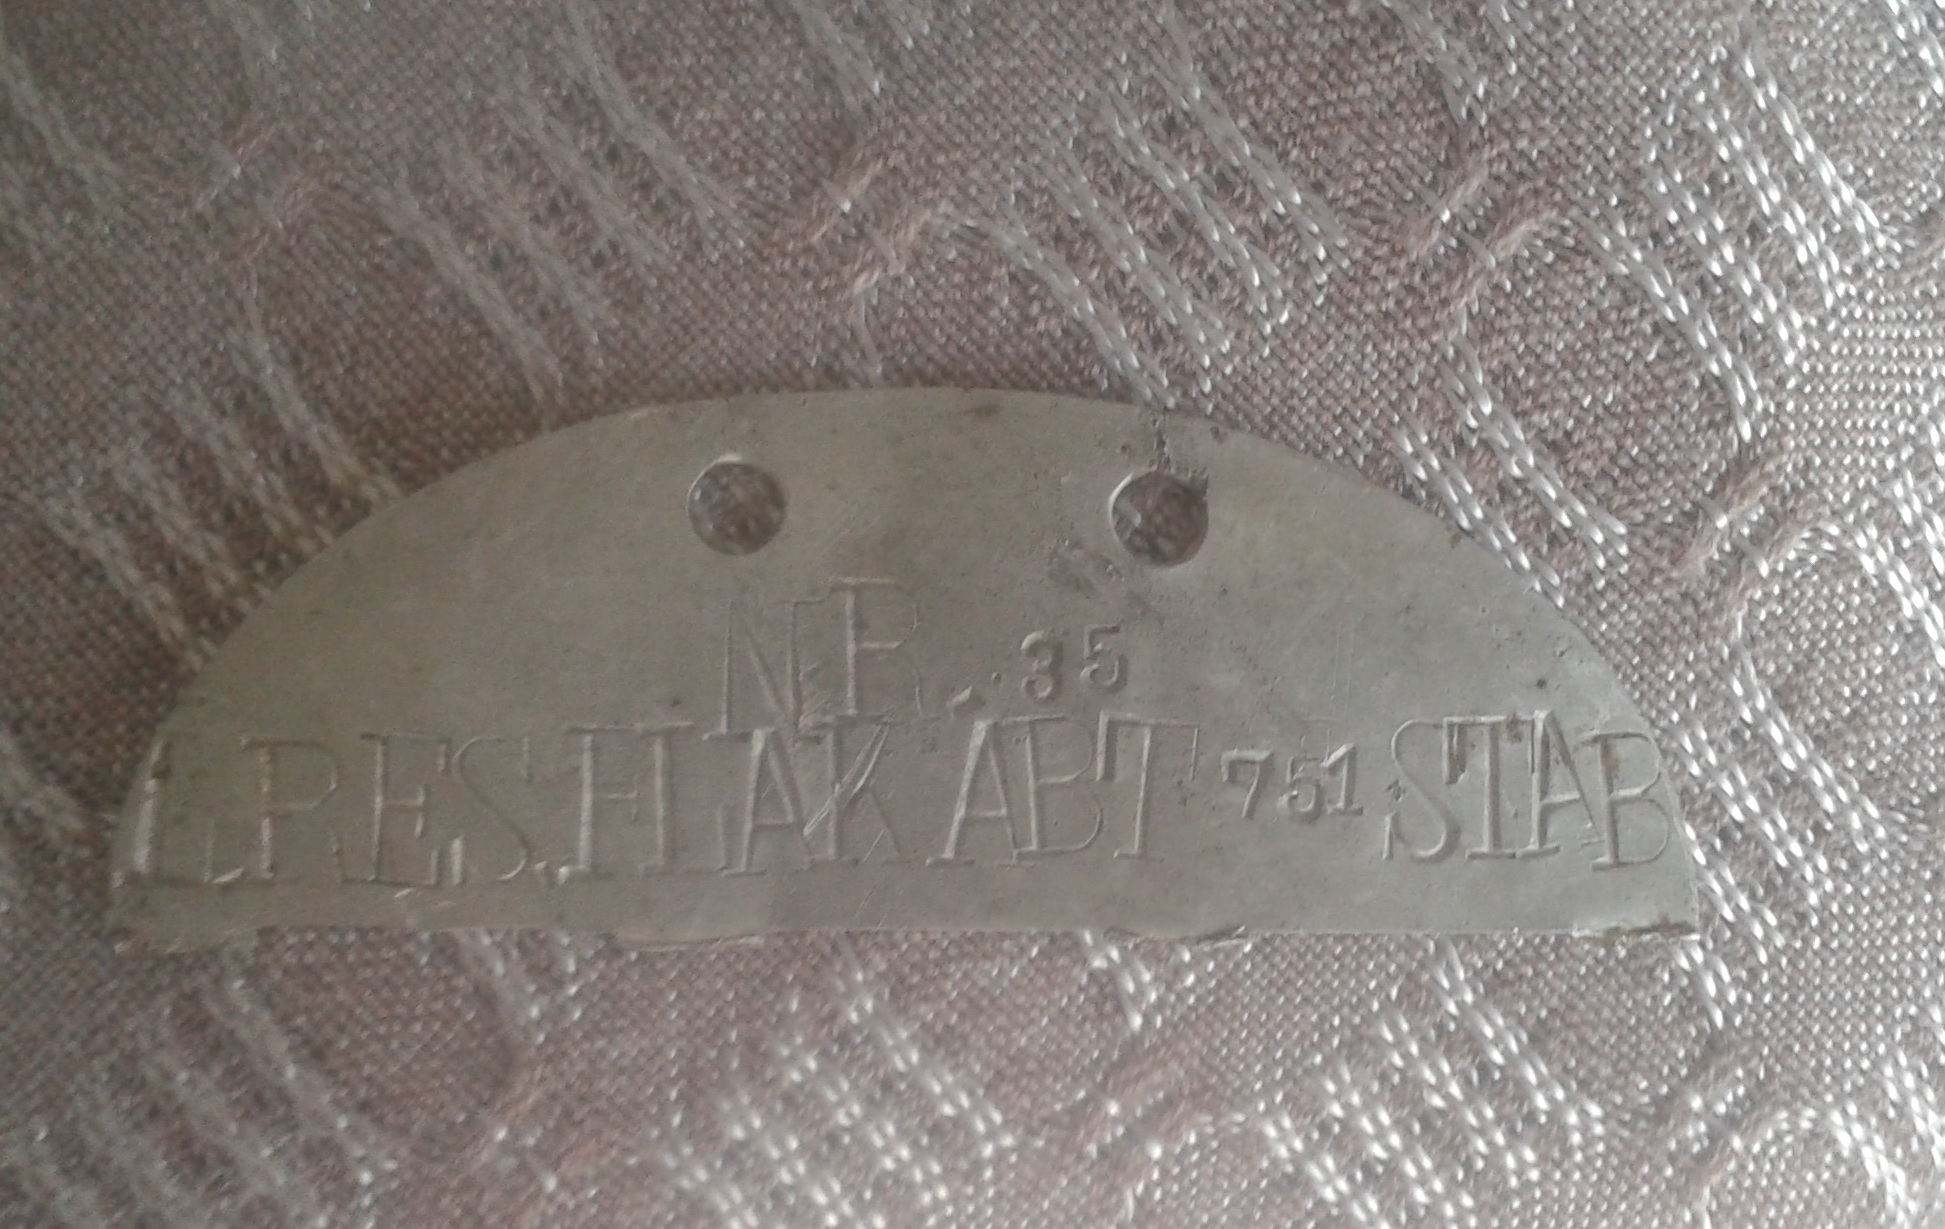 NR. 35
L.RES.FLAK ABT 751 STAB